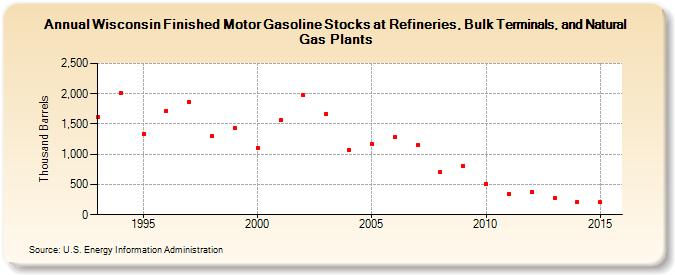 Annual Wisconsin Finished Motor Gasoline Stocks at Refineries, Bulk Terminals, and Natural
Gas Plants
Thousand Barrels
2,500
2,000
1,500
1,000
500
0
1995
2000
2005
2010
2015
Source: U.S. Energy Information Administration